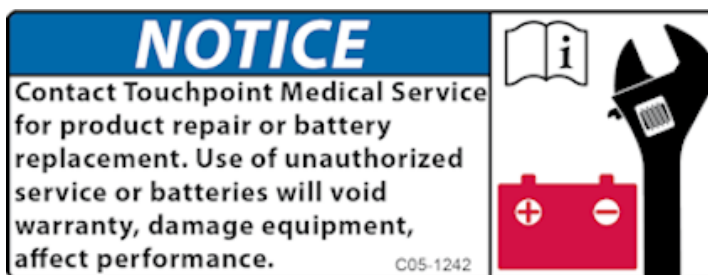 NOTICE
Contact Touchpoint Medical Service
for product repair or battery
replacement. Use of unauthorized
service or batteries will void
warranty, damage equipment,
affect performance.
C05-1242
i
+ −